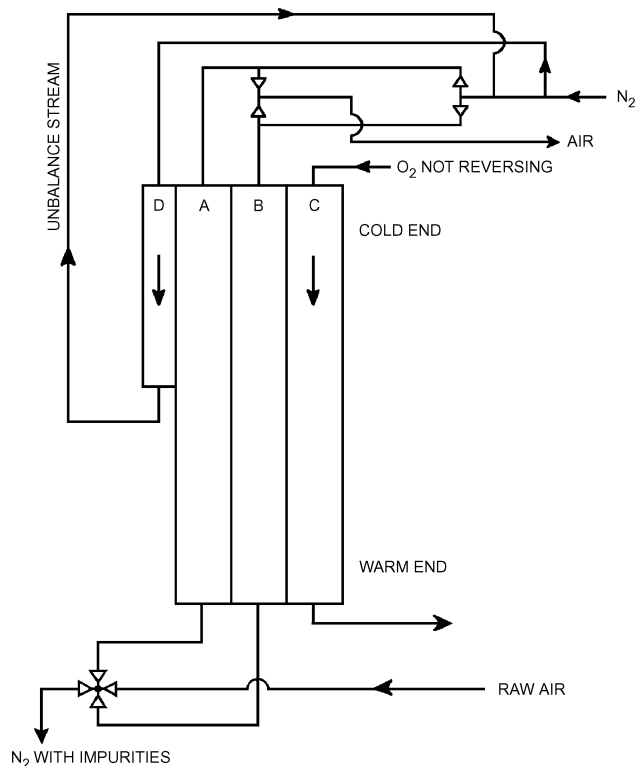 UNBALANCE STREAM
N2
AIR
O2 NOT REVERSING
D
A
B
C
COLD END
WARM END
RAW AIR
N2 WITH IMPURITIES